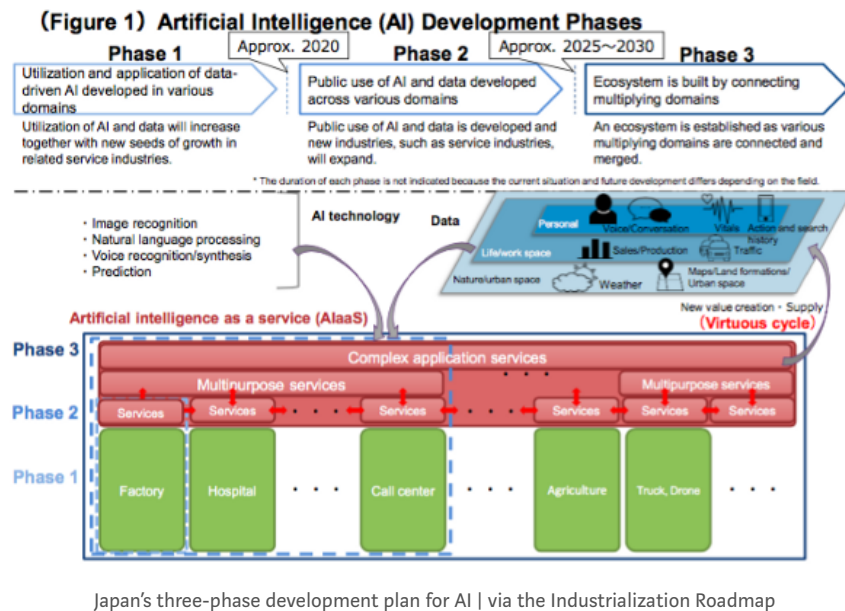 （Figure 1）Artificial Intelligence (AI) Development Phases
Phase 1
Approx. 2020
Phase 2
Approx. 2025～2030
Phase 3
Utilization and application of data-
driven AI developed in various
domains
Public use of AI and data developed
across various domains
Ecosystem is built by connecting
multiplying domains
Utilization of AI and data will increase
together with new seeds of growth in
related service industries.
Public use of AI and data is developed and
new industries, such as service industries,
will expand.
An ecosystem is established as various
multiplying domains are connected and
merged.
* The duration of each phase is not indicated because the current situation and future development differs depending on the field.
• Image recognition
• Natural language processing
• Voice recognition/synthesis
• Prediction
AI technology
Data
Personal
Voice/Conversation
Vitals
Action and search
history
Life/work space
Sales/Production
Traffic
Nature/urban space
Weather
Maps/Land formations/
Urban space
New value creation・Supply
(Virtuous cycle)
Artificial intelligence as a service (AIaaS)
Phase 3
Complex application services
Multipurpose services
• • •
Multipurpose services
Phase 2
Services
Services
• • •
Services
• • •
Services
Services
Services
Phase 1
Factory
Hospital
• • •
Call center
• • •
Agriculture
Truck, Drone
• • •
Japan's three-phase development plan for AI | via the Industrialization Roadmap